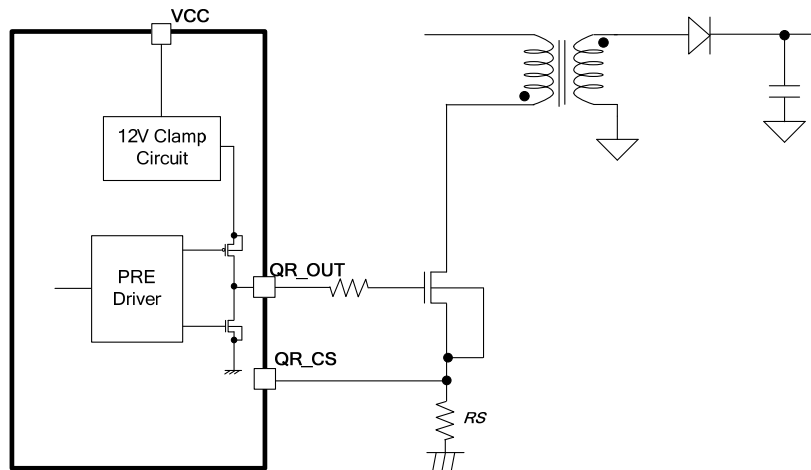 VCC
12V Clamp
Circuit
PRE
Driver
QR_OUT
QR_CS
RS